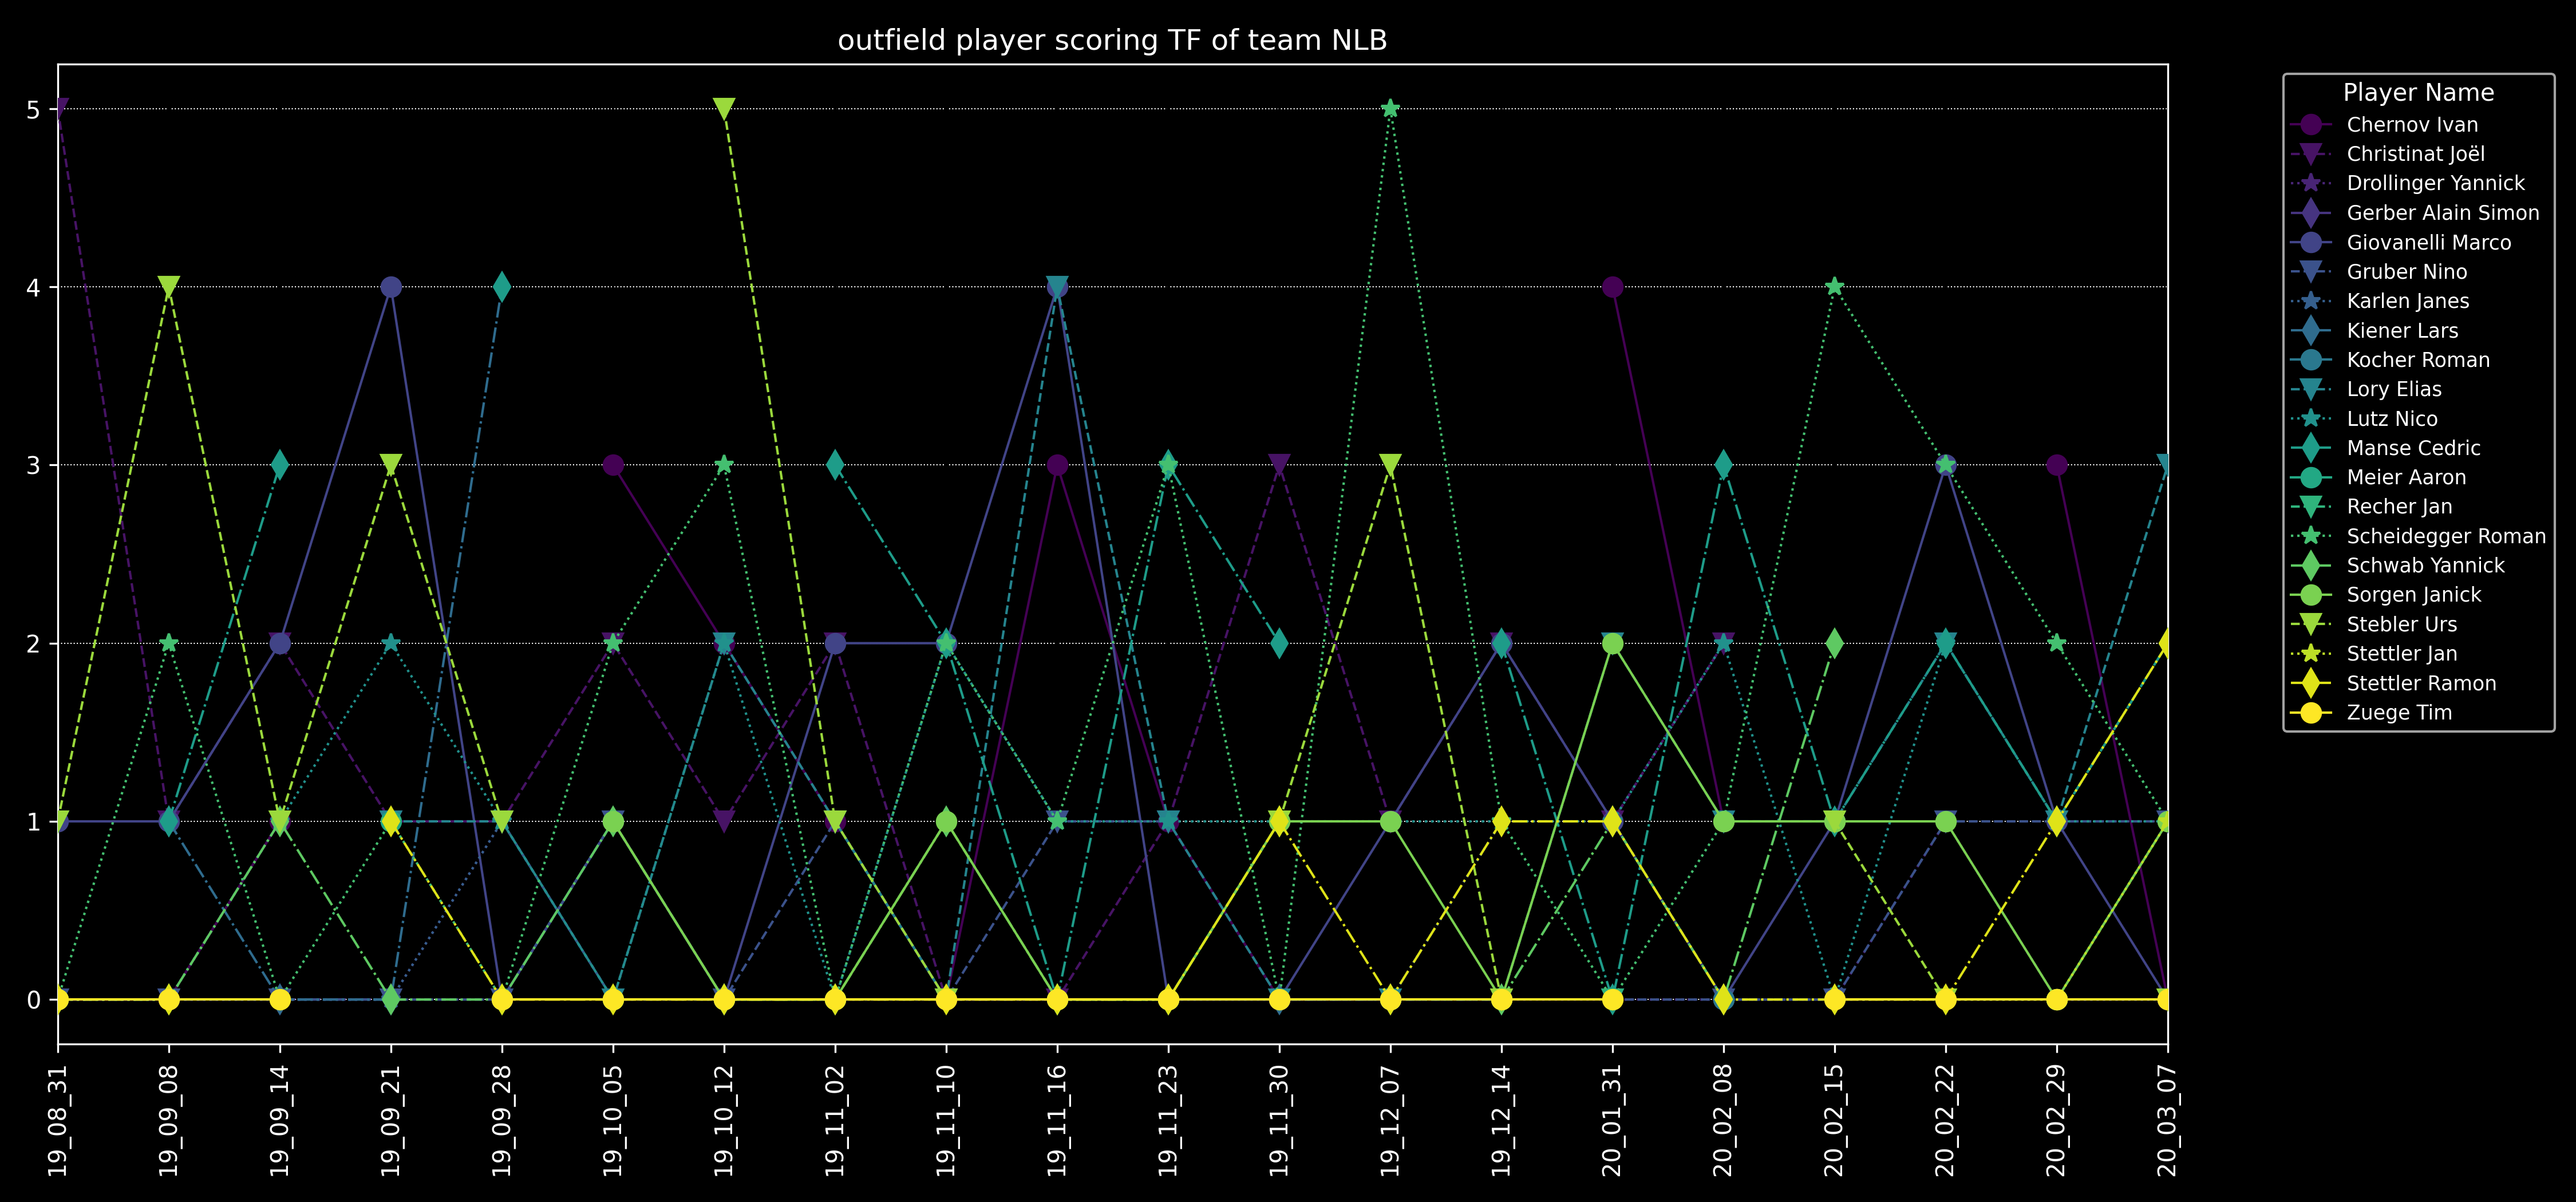 outfield player scoring TF of team NLB
5
4
3
2
1
0
19_08_31
19_09_08
19_09_14
19_09_21
19_09_28
19_10_05
19_10_12
19_11_02
19_11_10
19_11_16
19_11_23
19_11_30
19_12_07
19_12_14
20_01_31
20_02_08
20_02_15
20_02_22
20_02_29
20_03_07
Player Name
Chernov Ivan
Christinat Joël
Drollinger Yannick
Gerber Alain Simon
Giovanelli Marco
Gruber Nino
Karlen Janes
Kiener Lars
Kocher Roman
Lory Elias
Lutz Nico
Manse Cedric
Meier Aaron
Recher Jan
Scheidegger Roman
Schwab Yannick
Sorgen Janick
Stebler Urs
Stettler Jan
Stettler Ramon
Zuege Tim